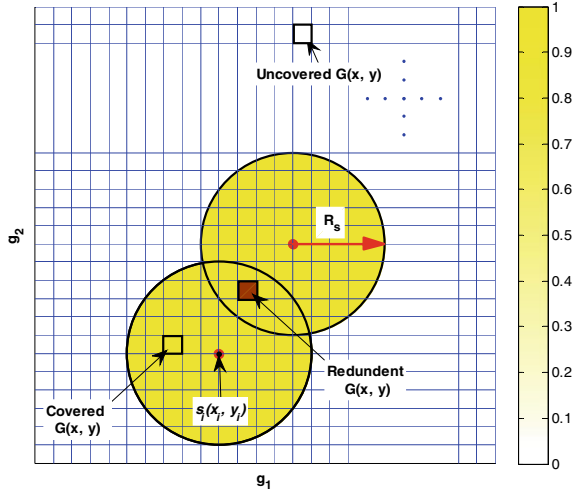 Uncovered G(x, y)
R_s
g_2
Redundent
G(x, y)
Covered
G(x, y)
s_i(x_i, y_i)
g_1
1
0.9
0.8
0.7
0.6
0.5
0.4
0.3
0.2
0.1
0